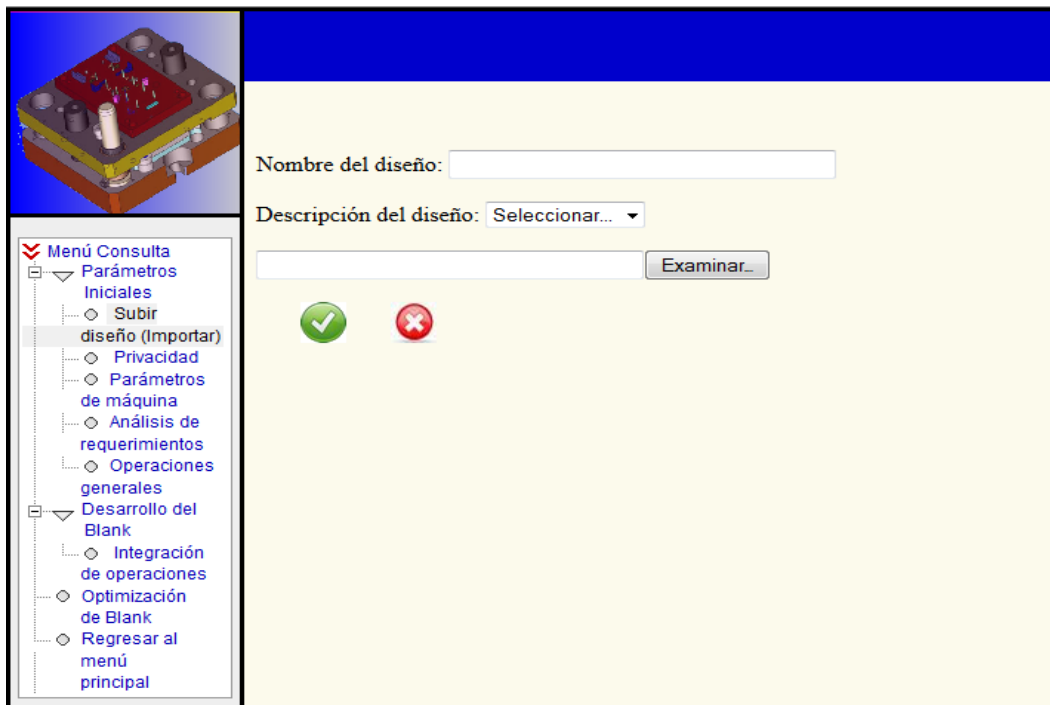 Menú Consulta
Parámetros
Iniciales
Subir
diseño (Importar)
Privacidad
Parámetros
de máquina
Análisis de
requerimientos
Operaciones
generales
Desarrollo del
Blank
Integración
de operaciones
Optimización
de Blank
Regresar al
menú
principal
Nombre del diseño:
Descripción del diseño: Seleccionar...
Examinar...